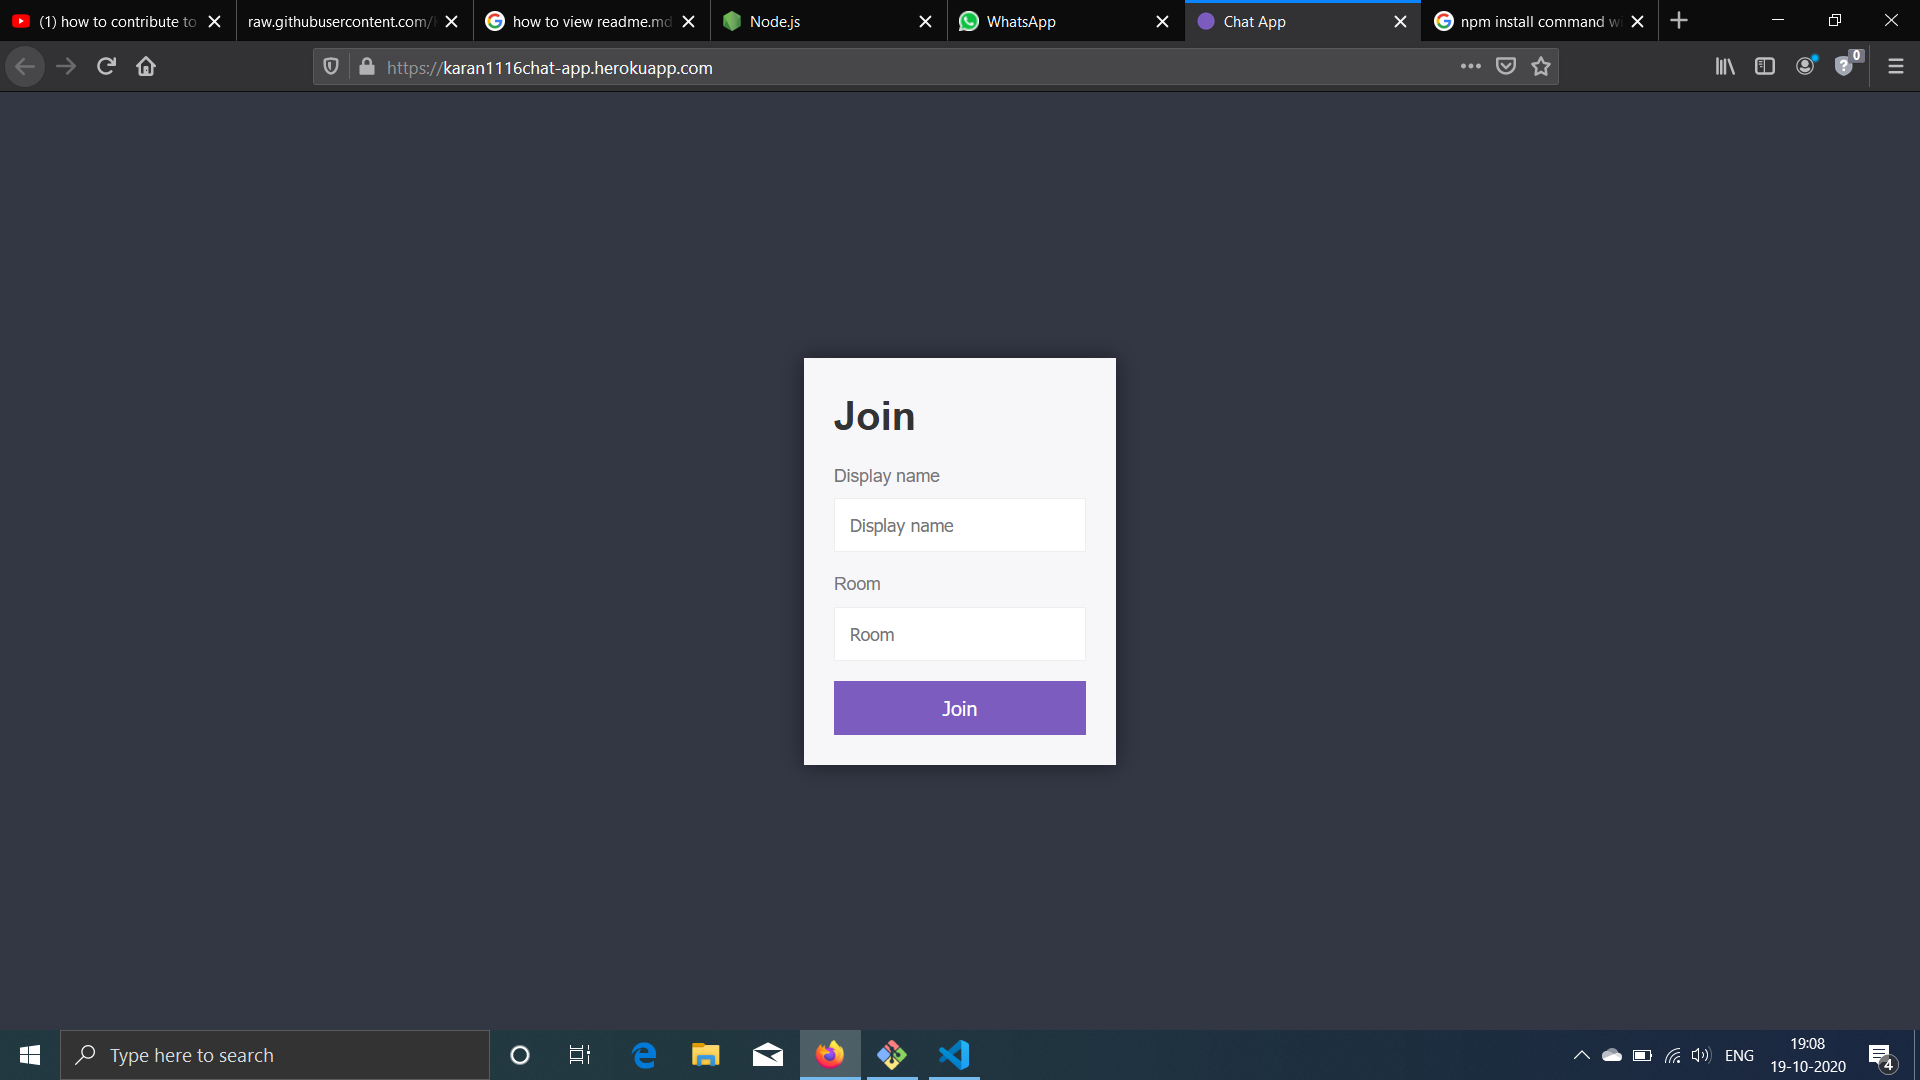 (1) how to contribute to
raw.githubusercontent.com/
how to view readme.md
Node.js
WhatsApp
Chat App
npm install command w
https://karan1116chat-app.herokuapp.com
0
Join
Display name
Display name
Room
Room
Join
Type here to search
ENG
19:08
19-10-2020
4